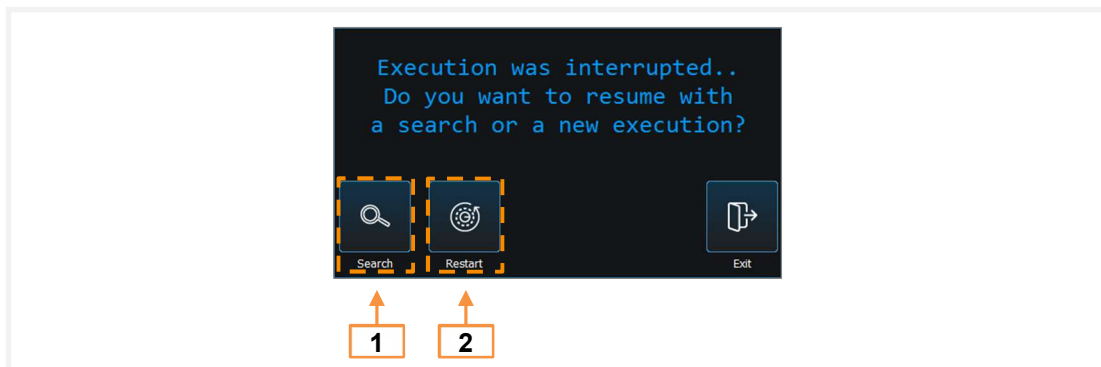 Execution was interrupted..
Do you want to resume with
a search or a new execution?
Search Restart Exit
1 2